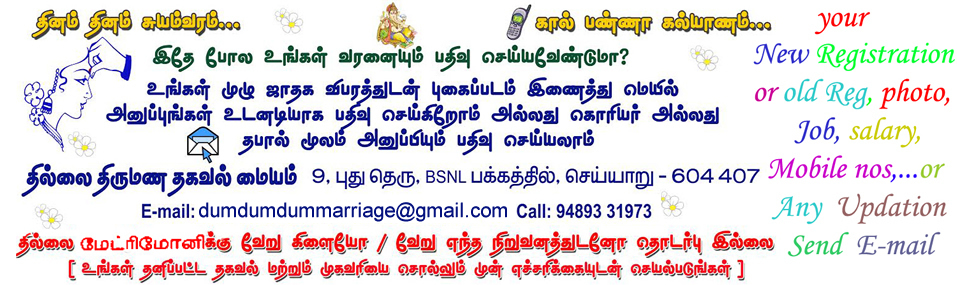 தினம் தினம் சுயம்வரம்... கால் பண்ணா கல்யாணம்...
இதே போல உங்கள் வரனையும் பதிவு செய்யவேண்டுமா?
உங்கள் முழு ஜாதக விபரத்துடன் புகைப்படம் இணைத்து மெயில்
அனுப்புங்கள் உடனடியாக பதிவு செய்கிறோம் அல்லது கொரியர் அல்லது
தபால் மூலம் அனுப்பியும் பதிவு செய்யலாம்
தில்லை திருமண தகவல் மையம் 9, புது தெரு, BSNL பக்கத்தில், செய்யாறு - 604 407
E-mail: dumdumdummarriage@gmail.com Call: 94893 31973
தில்லை மேட்ரிமோனிக்கு வேறு கிளையோ / வேறு எந்த நிறுவனத்துடனோ தொடர்பு இல்லை
[ உங்கள் தனிப்பட்ட தகவல் மற்றும் முகவரியை சொல்லும் முன் எச்சரிக்கையுடன் செயல்படுங்கள் ]
your
New Registration
or old Reg, photo,
Job, salary,
Mobile nos,...or
Any Updation
Send E-mail